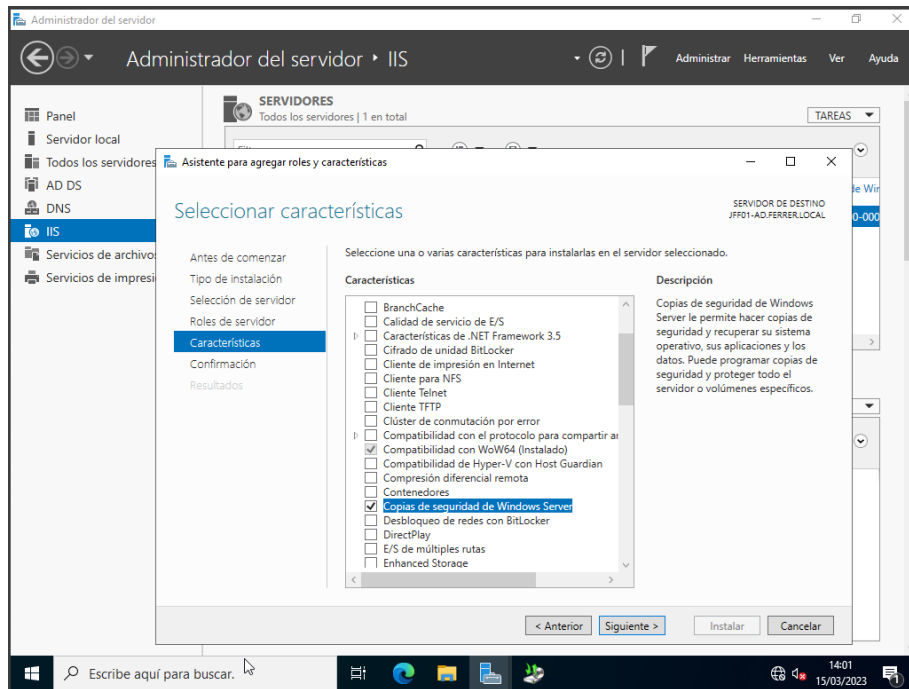 Administrador del servidor
Administrador del servidor • IIS
Administrar Herramientas Ver Ayuda
Panel
Servidor local
Todos los servidores
AD DS
DNS
IIS
Servicios de archivo
Servicios de impresi
SERVIDORES
Todos los servidores | 1 en total
TAREAS
de Wir
0-000
Asistente para agregar roles y características
Seleccionar características
SERVIDOR DE DESTINO
JFF01-AD.FERRER.LOCAL
Antes de comenzar
Tipo de instalación
Selección de servidor
Roles de servidor
Características
Confirmación
Resultados
Seleccione una o varias características para instalarlas en el servidor seleccionado.
Características
BranchCache
Calidad de servicio de E/S
Características de .NET Framework 3.5
Cifrado de unidad BitLocker
Cliente de impresión en Internet
Cliente para NFS
Cliente Telnet
Cliente TFTP
Clúster de conmutación por error
Compatibilidad con el protocolo para compartir ar
Compatibilidad con WoW64 (Instalado)
Compatibilidad de Hyper-V con Host Guardian
Compresión diferencial remota
Contenedores
Copias de seguridad de Windows Server
Desbloqueo de redes con BitLocker
DirectPlay
E/S de múltiples rutas
Enhanced Storage
Descripción
Copias de seguridad de Windows
Server le permite hacer copias de
seguridad y recuperar su sistema
operativo, sus aplicaciones y los
datos. Puede programar copias de
seguridad y proteger todo el
servidor o volúmenes específicos.
< Anterior Siguiente > Instalar Cancelar
Escribe aquí para buscar.
14:01
15/03/2023
1